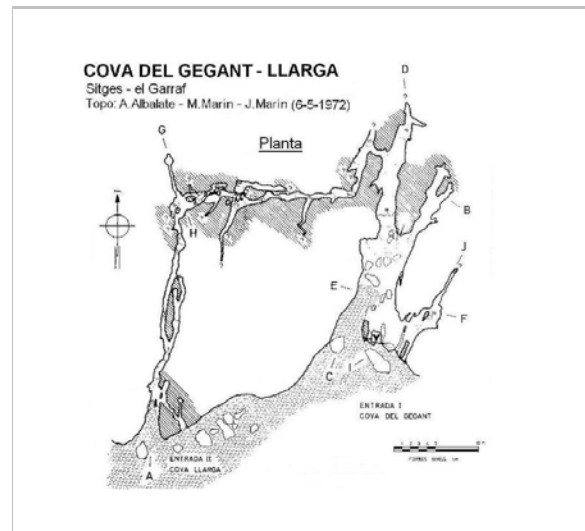 COVA DEL GEGANT - LLARGA
Sitges - el Garraf
Topo: A.Albalate - M.Marin - J.Marin (6-5-1972)
Planta
D
G
B
H
J
E
F
C
I
ENTRADA I
COVA DEL GEGANT
ENTRADA II
COVA LLARGA
A